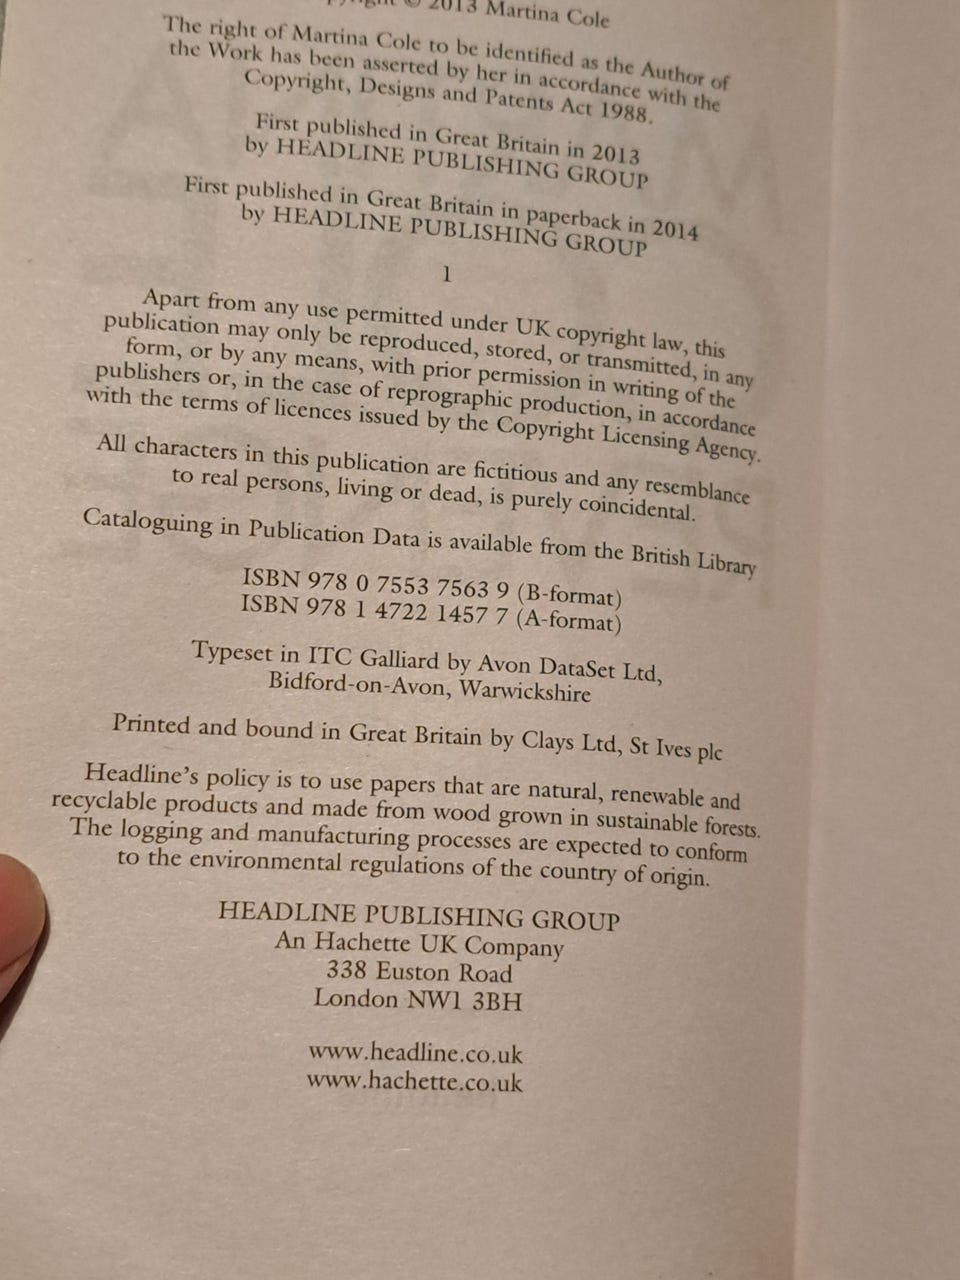 © 2013 Martina Cole
The right of Martina Cole to be identified as the Author of
the Work has been asserted by her in accordance with the
Copyright, Designs and Patents Act 1988.
First published in Great Britain in 2013
by HEADLINE PUBLISHING GROUP
First published in Great Britain in paperback in 2014
by HEADLINE PUBLISHING GROUP
1
Apart from any use permitted under UK copyright law, this
publication may only be reproduced, stored, or transmitted, in any
form, or by any means, with prior permission in writing of the
publishers or, in the case of reprographic production, in accordance
with the terms of licences issued by the Copyright Licensing Agency.
All characters in this publication are fictitious and any resemblance
to real persons, living or dead, is purely coincidental.
Cataloguing in Publication Data is available from the British Library
ISBN 978 0 7553 7563 9 (B-format)
ISBN 978 1 4722 1457 7 (A-format)
Typeset in ITC Galliard by Avon DataSet Ltd,
Bidford-on-Avon, Warwickshire
Printed and bound in Great Britain by Clays Ltd, St Ives plc
Headline's policy is to use papers that are natural, renewable and
recyclable products and made from wood grown in sustainable forests.
The logging and manufacturing processes are expected to conform
to the environmental regulations of the country of origin.
HEADLINE PUBLISHING GROUP
An Hachette UK Company
338 Euston Road
London NW1 3BH
www.headline.co.uk
www.hachette.co.uk